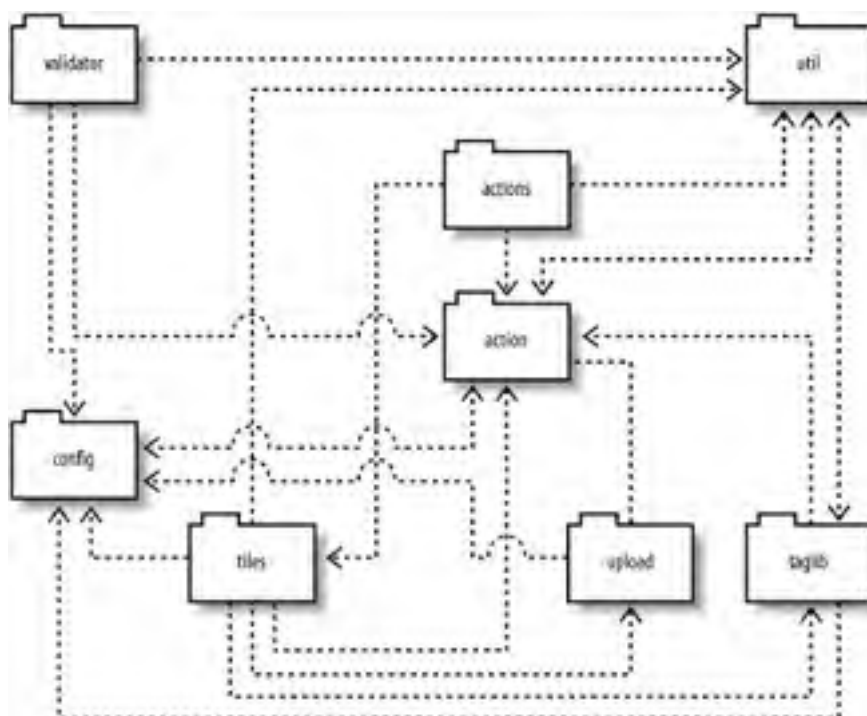 validator
util
actions
action
config
tiles
upload
taglib